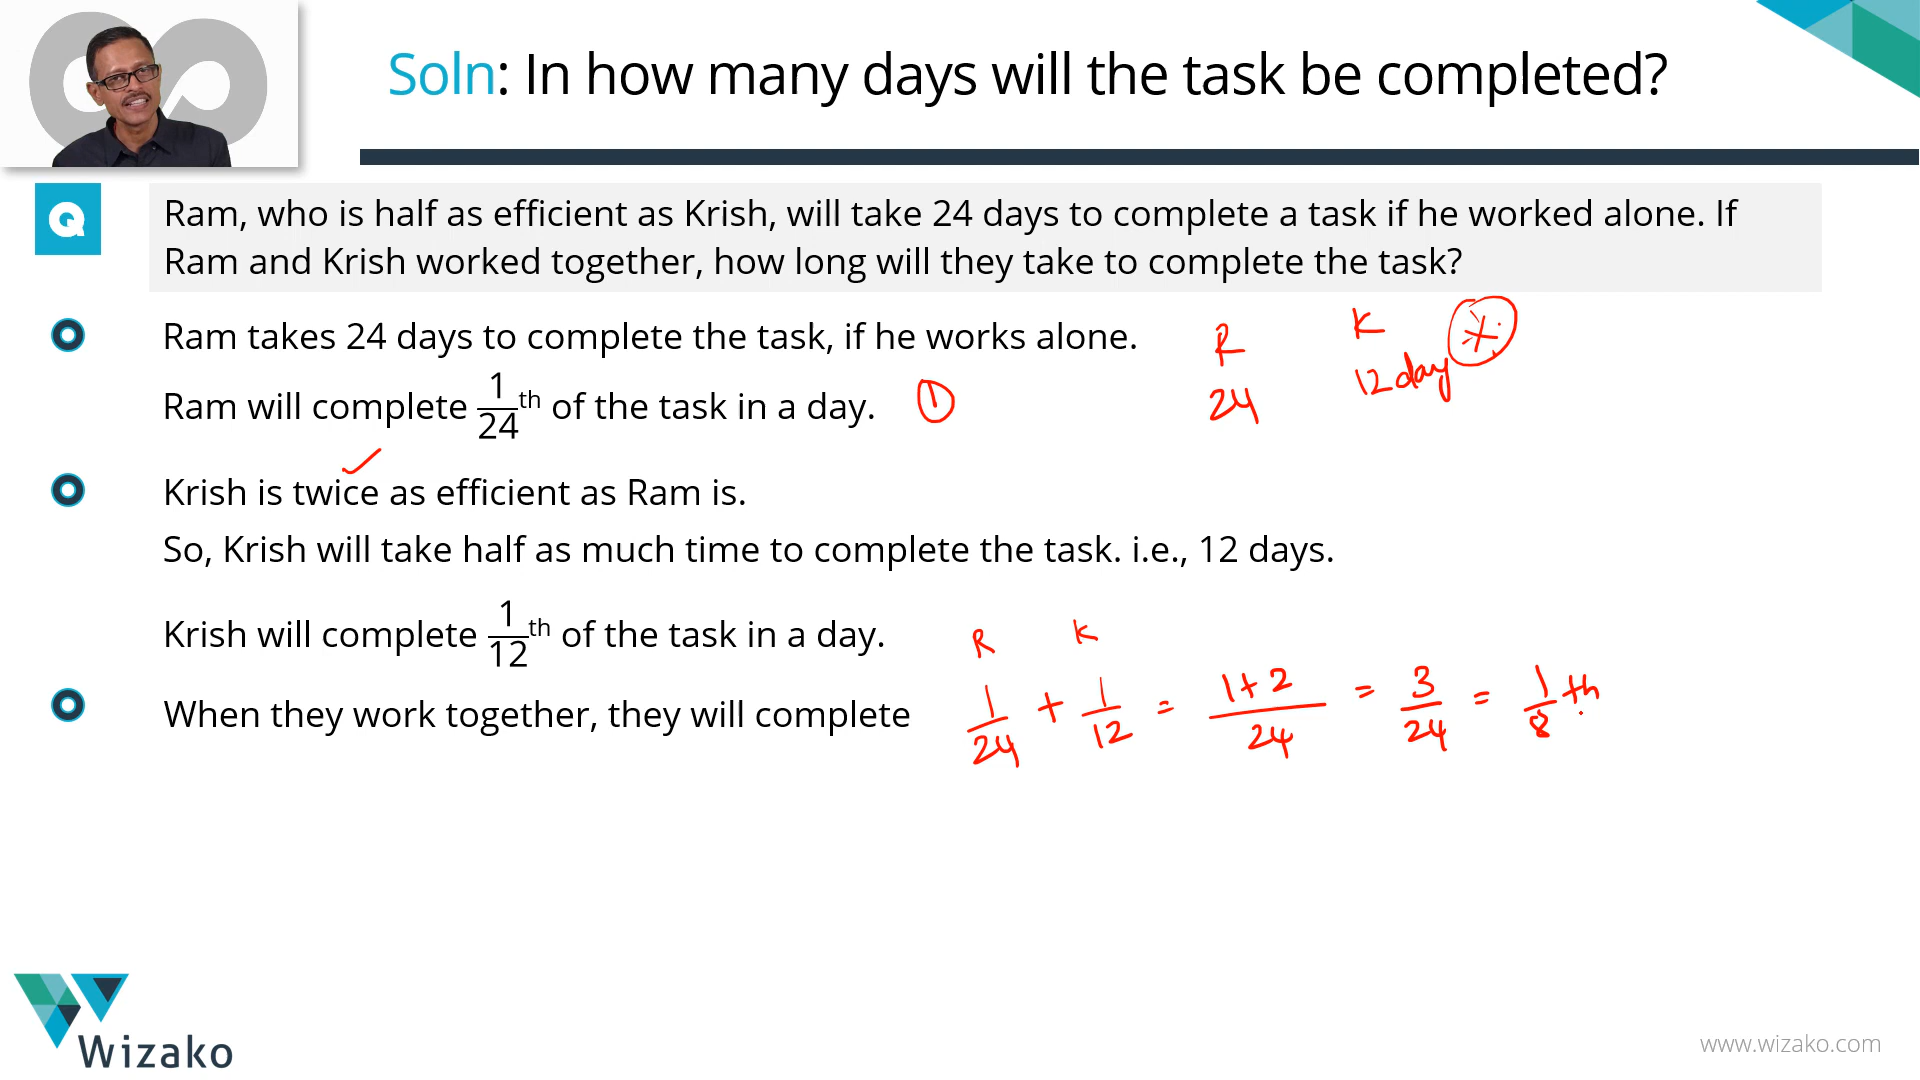 Soln: In how many days will the task be completed?
Q
Ram, who is half as efficient as Krish, will take 24 days to complete a task if he worked alone. If
Ram and Krish worked together, how long will they take to complete the task?
Ram takes 24 days to complete the task, if he works alone.
R K
24 12 day
Ram will complete 1/24 th of the task in a day. 1
Krish is twice as efficient as Ram is.
So, Krish will take half as much time to complete the task. i.e., 12 days.
Krish will complete 1/12 th of the task in a day.
R K
When they work together, they will complete 1/24 + 1/12 = 1+2/24 = 3/24 = 1/8 th
Wizako
www.wizako.com